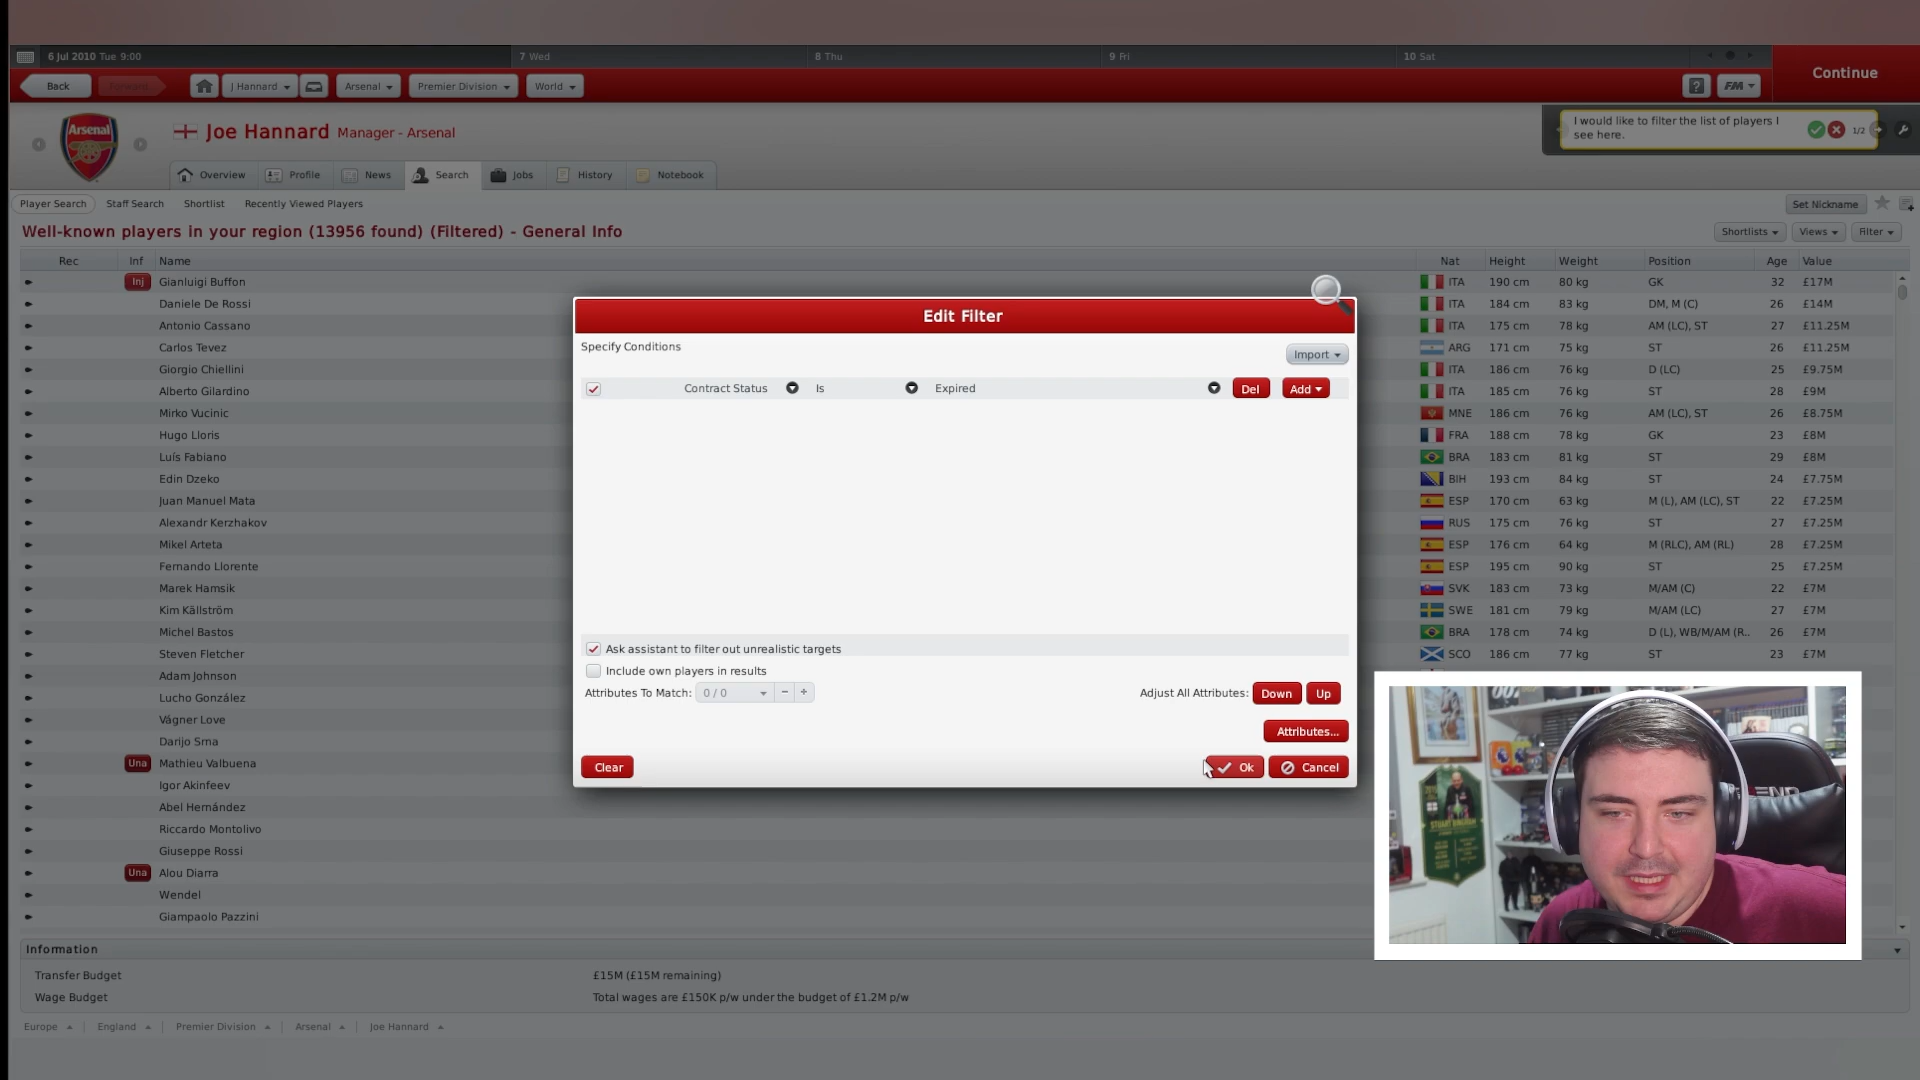 6 Jul 2010 Tue 9:00 7 Wed 8 Thu 9 Fri 10 Sat
Back Forward J Hannard Arsenal Premier Division World ? FM Continue
Arsenal Joe Hannard Manager - Arsenal
I would like to filter the list of players I see here. 1/2
Overview Profile News Search Jobs History Notebook
Player Search Staff Search Shortlist Recently Viewed Players Set Nickname
Well-known players in your region (13956 found) (Filtered) - General Info Shortlists Views Filter
Rec Inf Name Nat Height Weight Position Age Value
Inj Gianluigi Buffon ITA 190 cm 80 kg GK 32 £17M
Daniele De Rossi ITA 184 cm 83 kg DM, M (C) 26 £14M
Antonio Cassano ITA 175 cm 78 kg AM (LC), ST 27 £11.25M
Carlos Tevez ARG 171 cm 75 kg ST 26 £11.25M
Giorgio Chiellini ITA 186 cm 76 kg D (LC) 25 £9.75M
Alberto Gilardino ITA 185 cm 76 kg ST 28 £9M
Mirko Vucinic MNE 186 cm 76 kg AM (LC), ST 26 £8.75M
Hugo Lloris FRA 188 cm 78 kg GK 23 £8M
Luís Fabiano BRA 183 cm 81 kg ST 29 £8M
Edin Dzeko BIH 193 cm 84 kg ST 24 £7.75M
Juan Manuel Mata ESP 170 cm 63 kg M (L), AM (LC), ST 22 £7.25M
Alexandr Kerzhakov RUS 175 cm 76 kg ST 27 £7.25M
Mikel Arteta ESP 176 cm 64 kg M (RLC), AM (RL) 28 £7.25M
Fernando Llorente ESP 195 cm 90 kg ST 25 £7.25M
Marek Hamsik SVK 183 cm 73 kg M/AM (C) 22 £7M
Kim Källström SWE 181 cm 79 kg M/AM (LC) 27 £7M
Michel Bastos BRA 178 cm 74 kg D (L), WB/M/AM (R.. 26 £7M
Steven Fletcher SCO 186 cm 77 kg ST 23 £7M
Adam Johnson
Lucho González
Vágner Love
Darijo Srna
Una Mathieu Valbuena
Igor Akinfeev
Abel Hernández
Riccardo Montolivo
Giuseppe Rossi
Una Alou Diarra
Wendel
Giampaolo Pazzini
Edit Filter
Specify Conditions Import
Contract Status Is Expired Del Add
Ask assistant to filter out unrealistic targets
Include own players in results
Attributes To Match: 0 / 0 - + Adjust All Attributes: Down Up
Attributes...
Clear Ok Cancel
STUART BINGHAM
Information
Transfer Budget £15M (£15M remaining)
Wage Budget Total wages are £150K p/w under the budget of £1.2M p/w
Europe England Premier Division Arsenal Joe Hannard